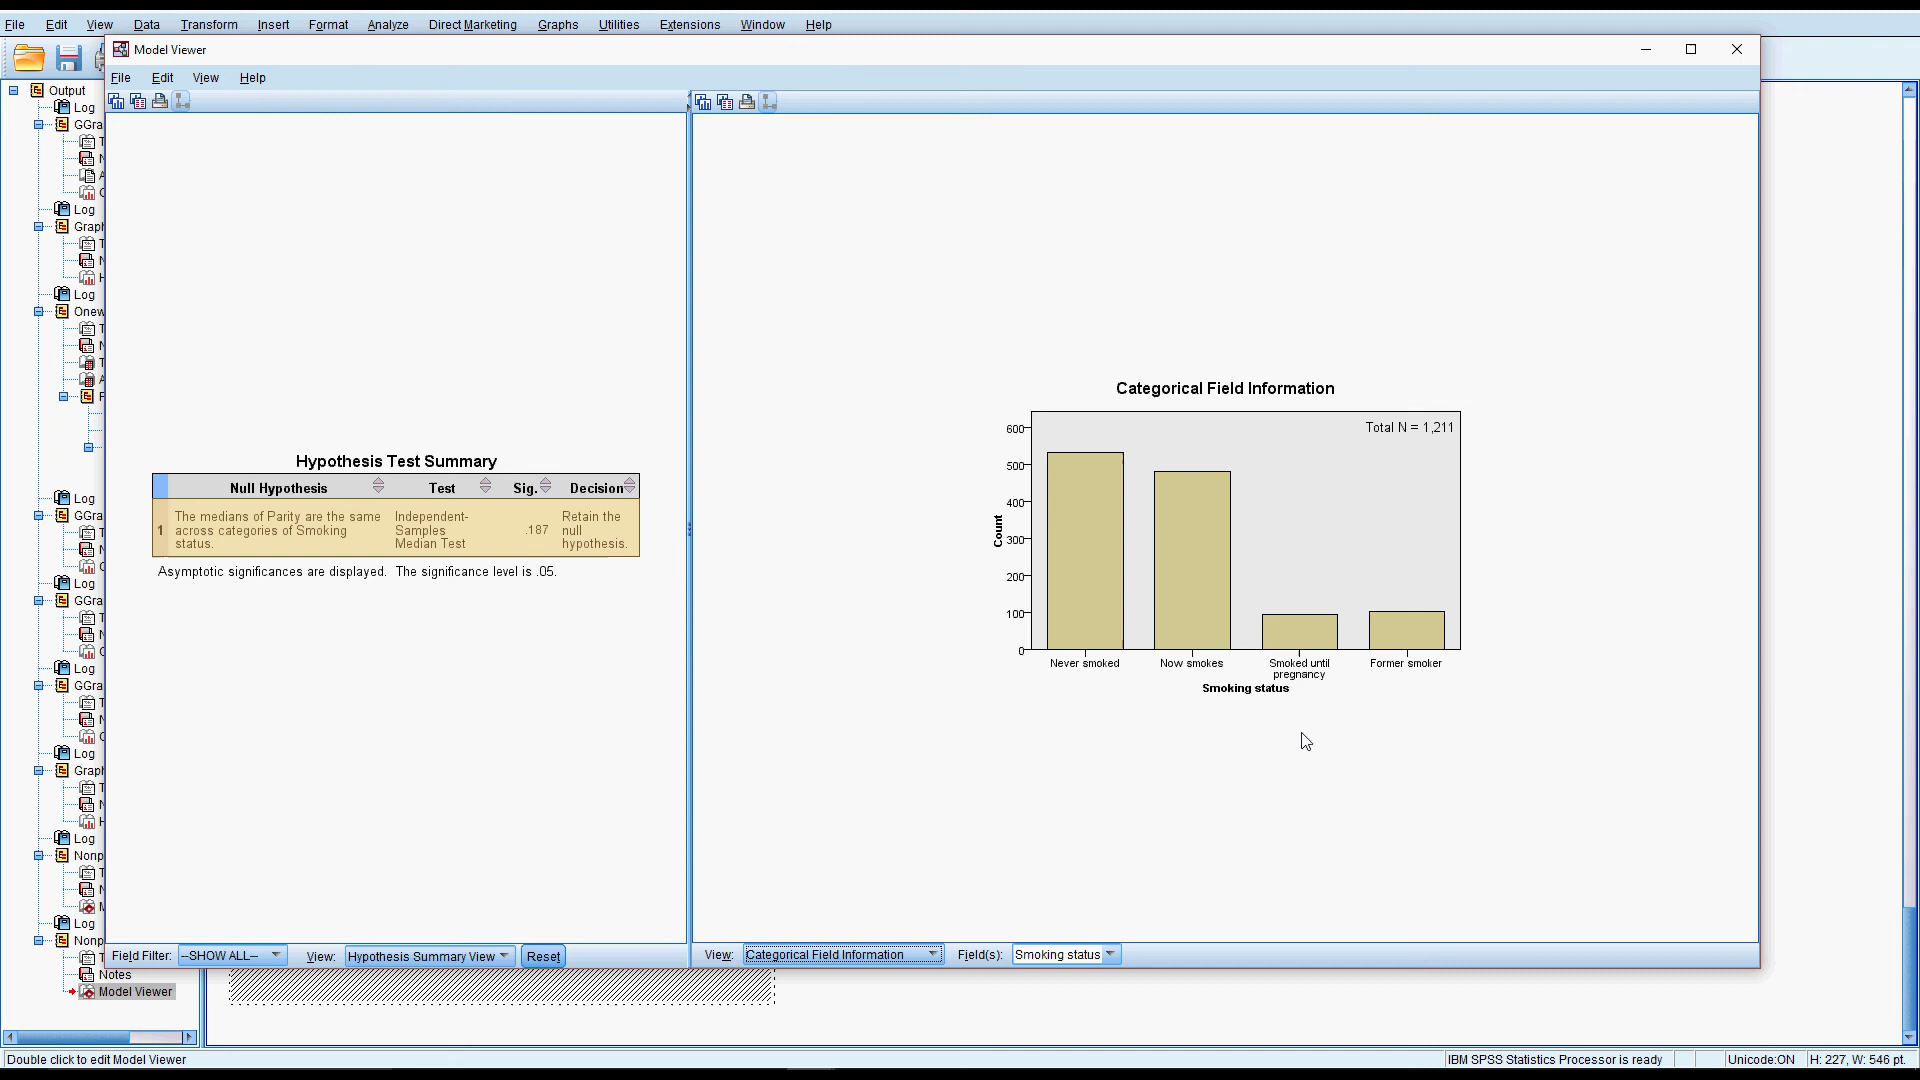 File Edit View Data Transform Insert Format Analyze Direct Marketing Graphs Utilities Extensions Window Help
Model Viewer
File Edit View Help
Output
Log
GGra
Log
Grap
Log
Onew
Log
GGra
Log
GGra
Log
GGra
Log
Grap
Log
Nonp
Log
Nonp
Notes
Model Viewer
Hypothesis Test Summary
Null Hypothesis Test Sig. Decision
1 The medians of Parity are the same across categories of Smoking status. Independent-Samples Median Test .187 Retain the null hypothesis.
Asymptotic significances are displayed. The significance level is .05.
Field Filter: --SHOW ALL-- View: Hypothesis Summary View Reset
Categorical Field Information
Total N = 1,211
600
500
400
300
200
100
0
Count
Never smoked Now smokes Smoked until pregnancy Former smoker
Smoking status
View: Categorical Field Information Field(s): Smoking status
Double click to edit Model Viewer
IBM SPSS Statistics Processor is ready Unicode:ON H: 227, W: 546 pt.